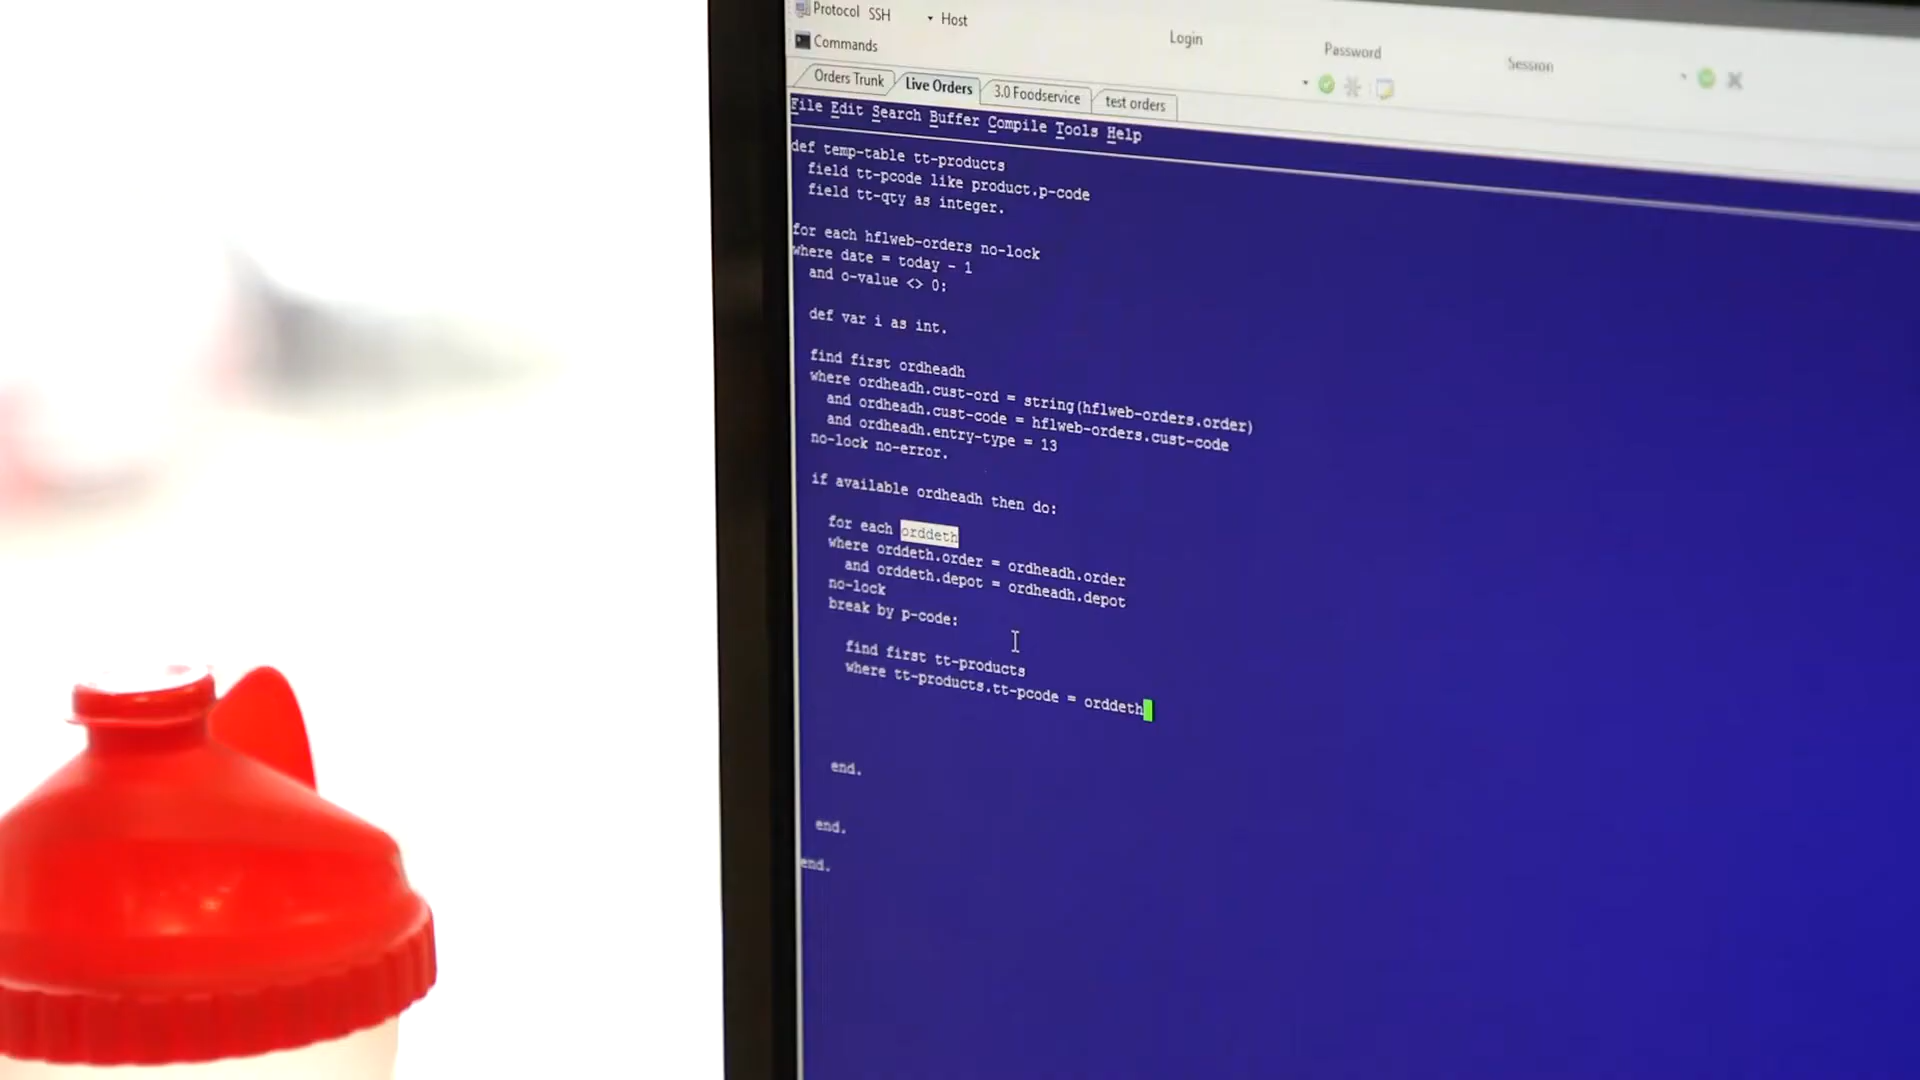 Protocol SSH Host
Login Password Session
Commands
Orders Trunk Live Orders 3.0 Foodservice test orders
File Edit Search Buffer Compile Tools Help
def temp-table tt-products
field tt-pcode like product.p-code
field tt-qty as integer.
for each hflweb-orders no-lock
where date = today - 1
and o-value <> 0:
def var i as int.
find first ordheadh
where ordheadh.cust-ord = string(hflweb-orders.order)
and ordheadh.cust-code = hflweb-orders.cust-code
and ordheadh.entry-type = 13
no-lock no-error.
if available ordheadh then do:
for each orddeth
where orddeth.order = ordheadh.order
and orddeth.depot = ordheadh.depot
no-lock
break by p-code:
find first tt-products
where tt-products.tt-pcode = orddeth
end.
end.
end.